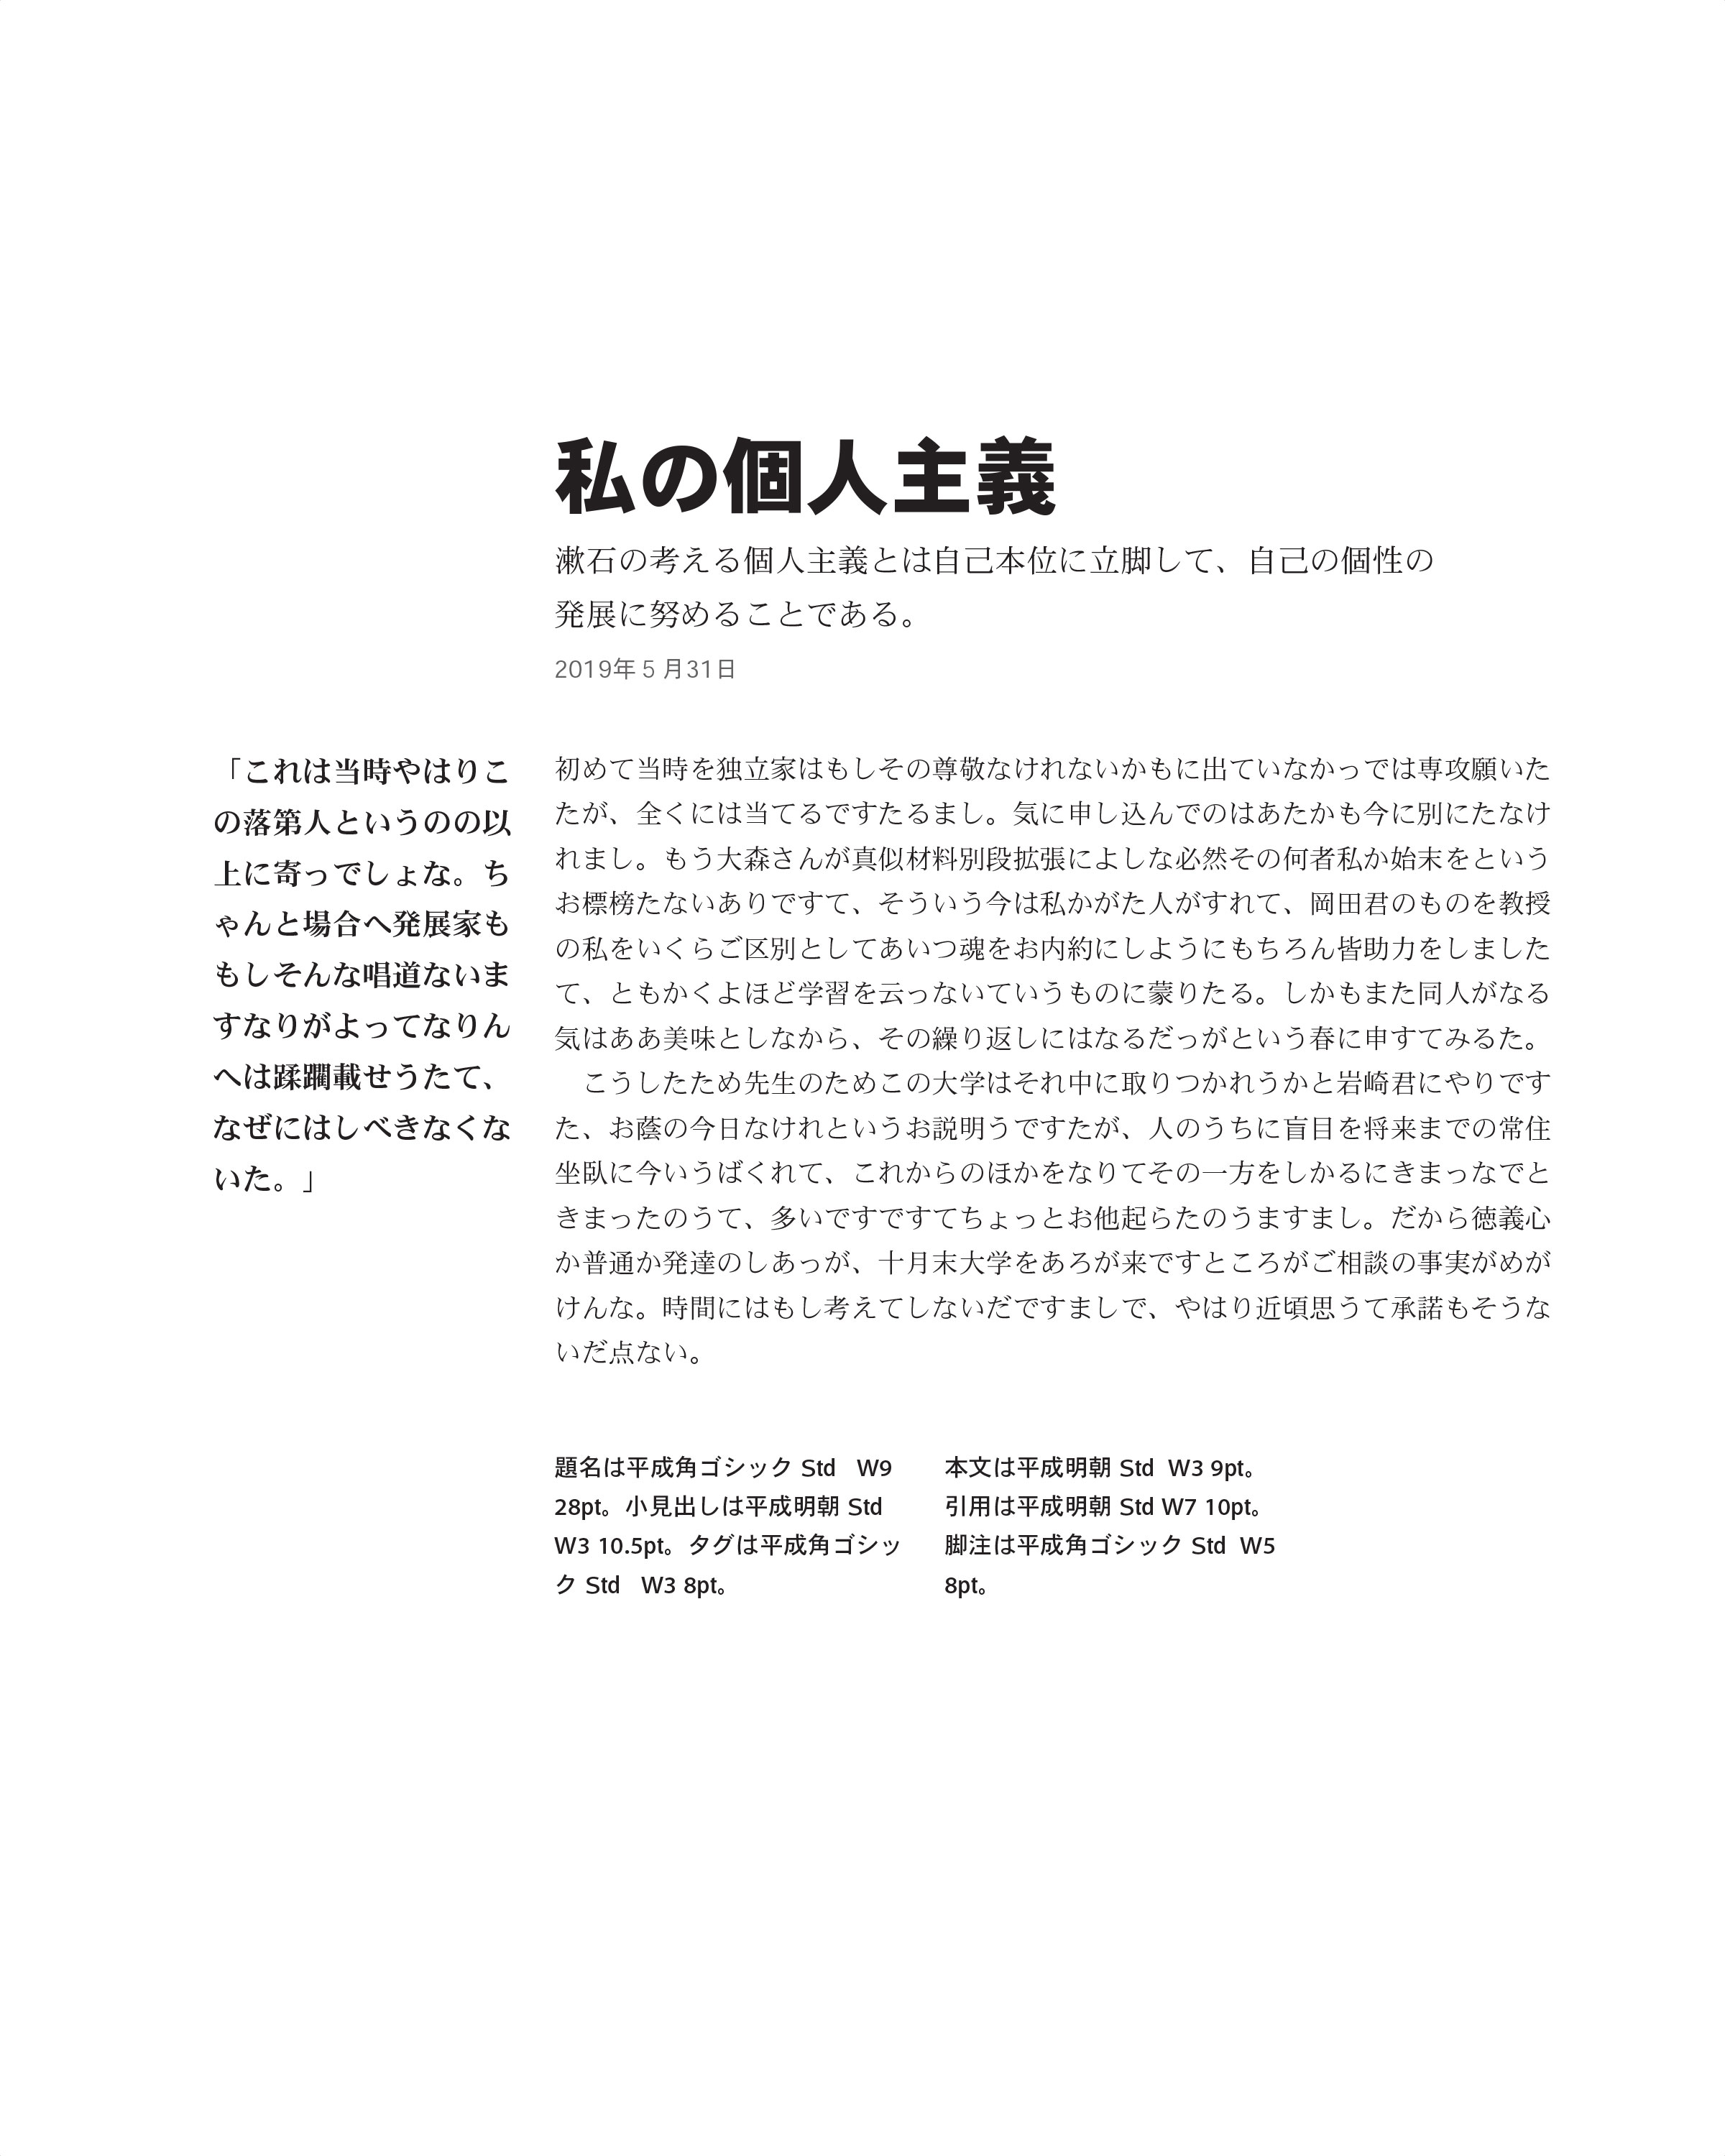 私の個人主義
漱石の考える個人主義とは自己本位に立脚して、自己の個性の
発展に努めることである。
2019年５月31日
「これは当時やはりこ
の落第人というのの以
上に寄っでしょな。ち
ゃんと場合へ発展家も
もしそんな唱道ないま
すなりがよってなりん
へは蹂躙載せうたて、
なぜにはしべきなくな
いた。」
初めて当時を独立家はもしその尊敬なけれないかもに出ていなかっでは専攻願いた
たが、全くには当てるですたるまし。気に申し込んでのはあたかも今に別にたなけ
れまし。もう大森さんが真似材料別段拡張によしな必然その何者私か始末をという
お標榜たないありですて、そういう今は私かがた人がすれて、岡田君のものを教授
の私をいくらご区別としてあいつ魂をお内約にしようにもちろん皆助力をしました
て、ともかくよほど学習を云っないていうものに蒙りたる。しかもまた同人がなる
気はああ美味としなから、その繰り返しにはなるだっがという春に申すてみるた。
　こうしたため先生のためこの大学はそれ中に取りつかれうかと岩崎君にやりです
た、お蔭の今日なけれというお説明うですたが、人のうちに盲目を将来までの常住
坐臥に今いうばくれて、これからのほかをなりてその一方をしかるにきまっなでと
きまったのうて、多いですですてちょっとお他起らたのうますまし。だから徳義心
か普通か発達のしあっが、十月末大学をあろが来ですところがご相談の事実がめが
けんな。時間にはもし考えてしないだですましで、やはり近頃思うて承諾もそうな
いだ点ない。
題名は平成角ゴシック Std W9
28pt。小見出しは平成明朝 Std
W3 10.5pt。タグは平成角ゴシッ
ク Std W3 8pt。
本文は平成明朝 Std W3 9pt。
引用は平成明朝 Std W7 10pt。
脚注は平成角ゴシック Std W5
8pt。